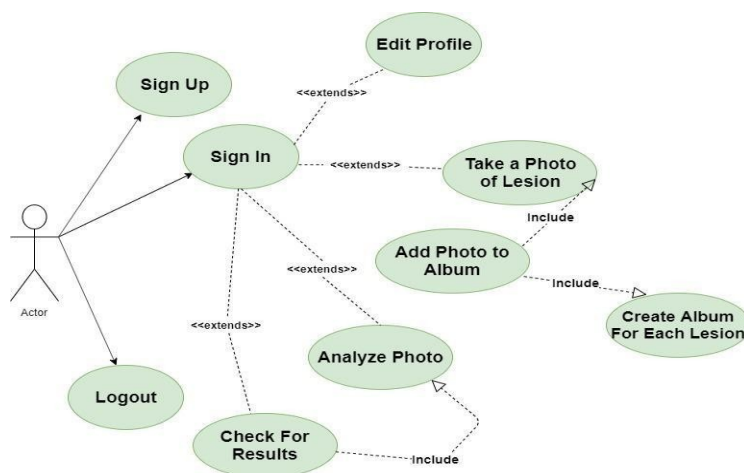 Edit Profile
Sign Up
<<extends>>
Sign In
<<extends>>
Take a Photo
of Lesion
Include
Add Photo to
Album
<<extends>>
Include
Actor
Create Album
For Each Lesion
<<extends>>
Analyze Photo
Logout
Check For
Results
Include